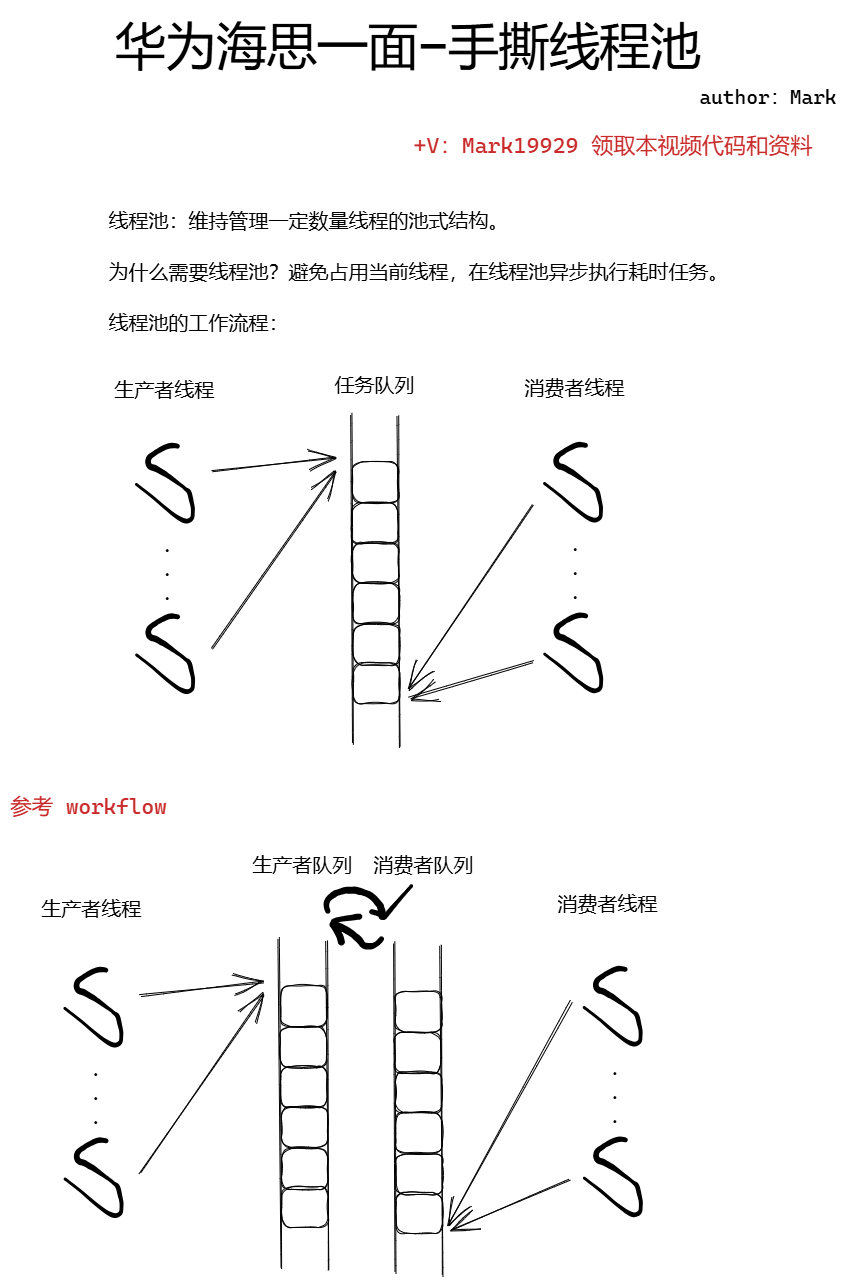 华为海思一面-手撕线程池
author: Mark
+V: Mark19929 领取本视频代码和资料
线程池：维持管理一定数量线程的池式结构。
为什么需要线程池？避免占用当前线程，在线程池异步执行耗时任务。
线程池的工作流程：
生产者线程 任务队列 消费者线程
参考 workflow
生产者队列 消费者队列
生产者线程 消费者线程